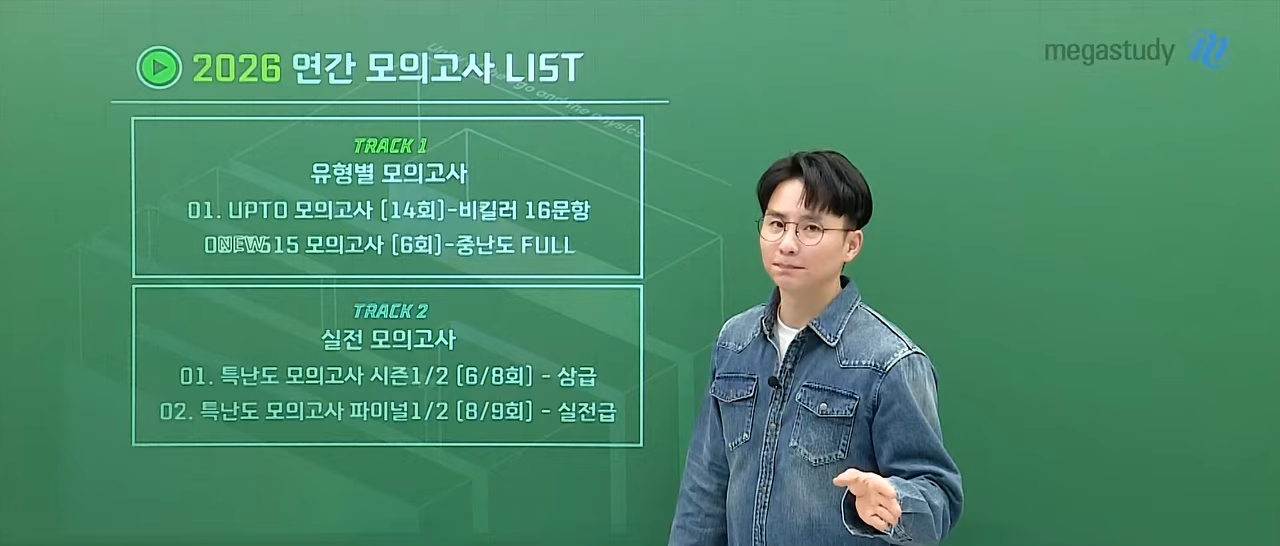 2026 연간 모의고사 LIST
megastudy
TRACK 1
유형별 모의고사
01. UPTO 모의고사 (14회)-비킬러 16문항
모의고사 (6회)-중난도 FULL
TRACK 2
실전 모의고사
01. 특난도 모의고사 시즌1/2 (6/8회) - 상급
02. 특난도 모의고사 파이널1/2 (8/9회) - 실전급